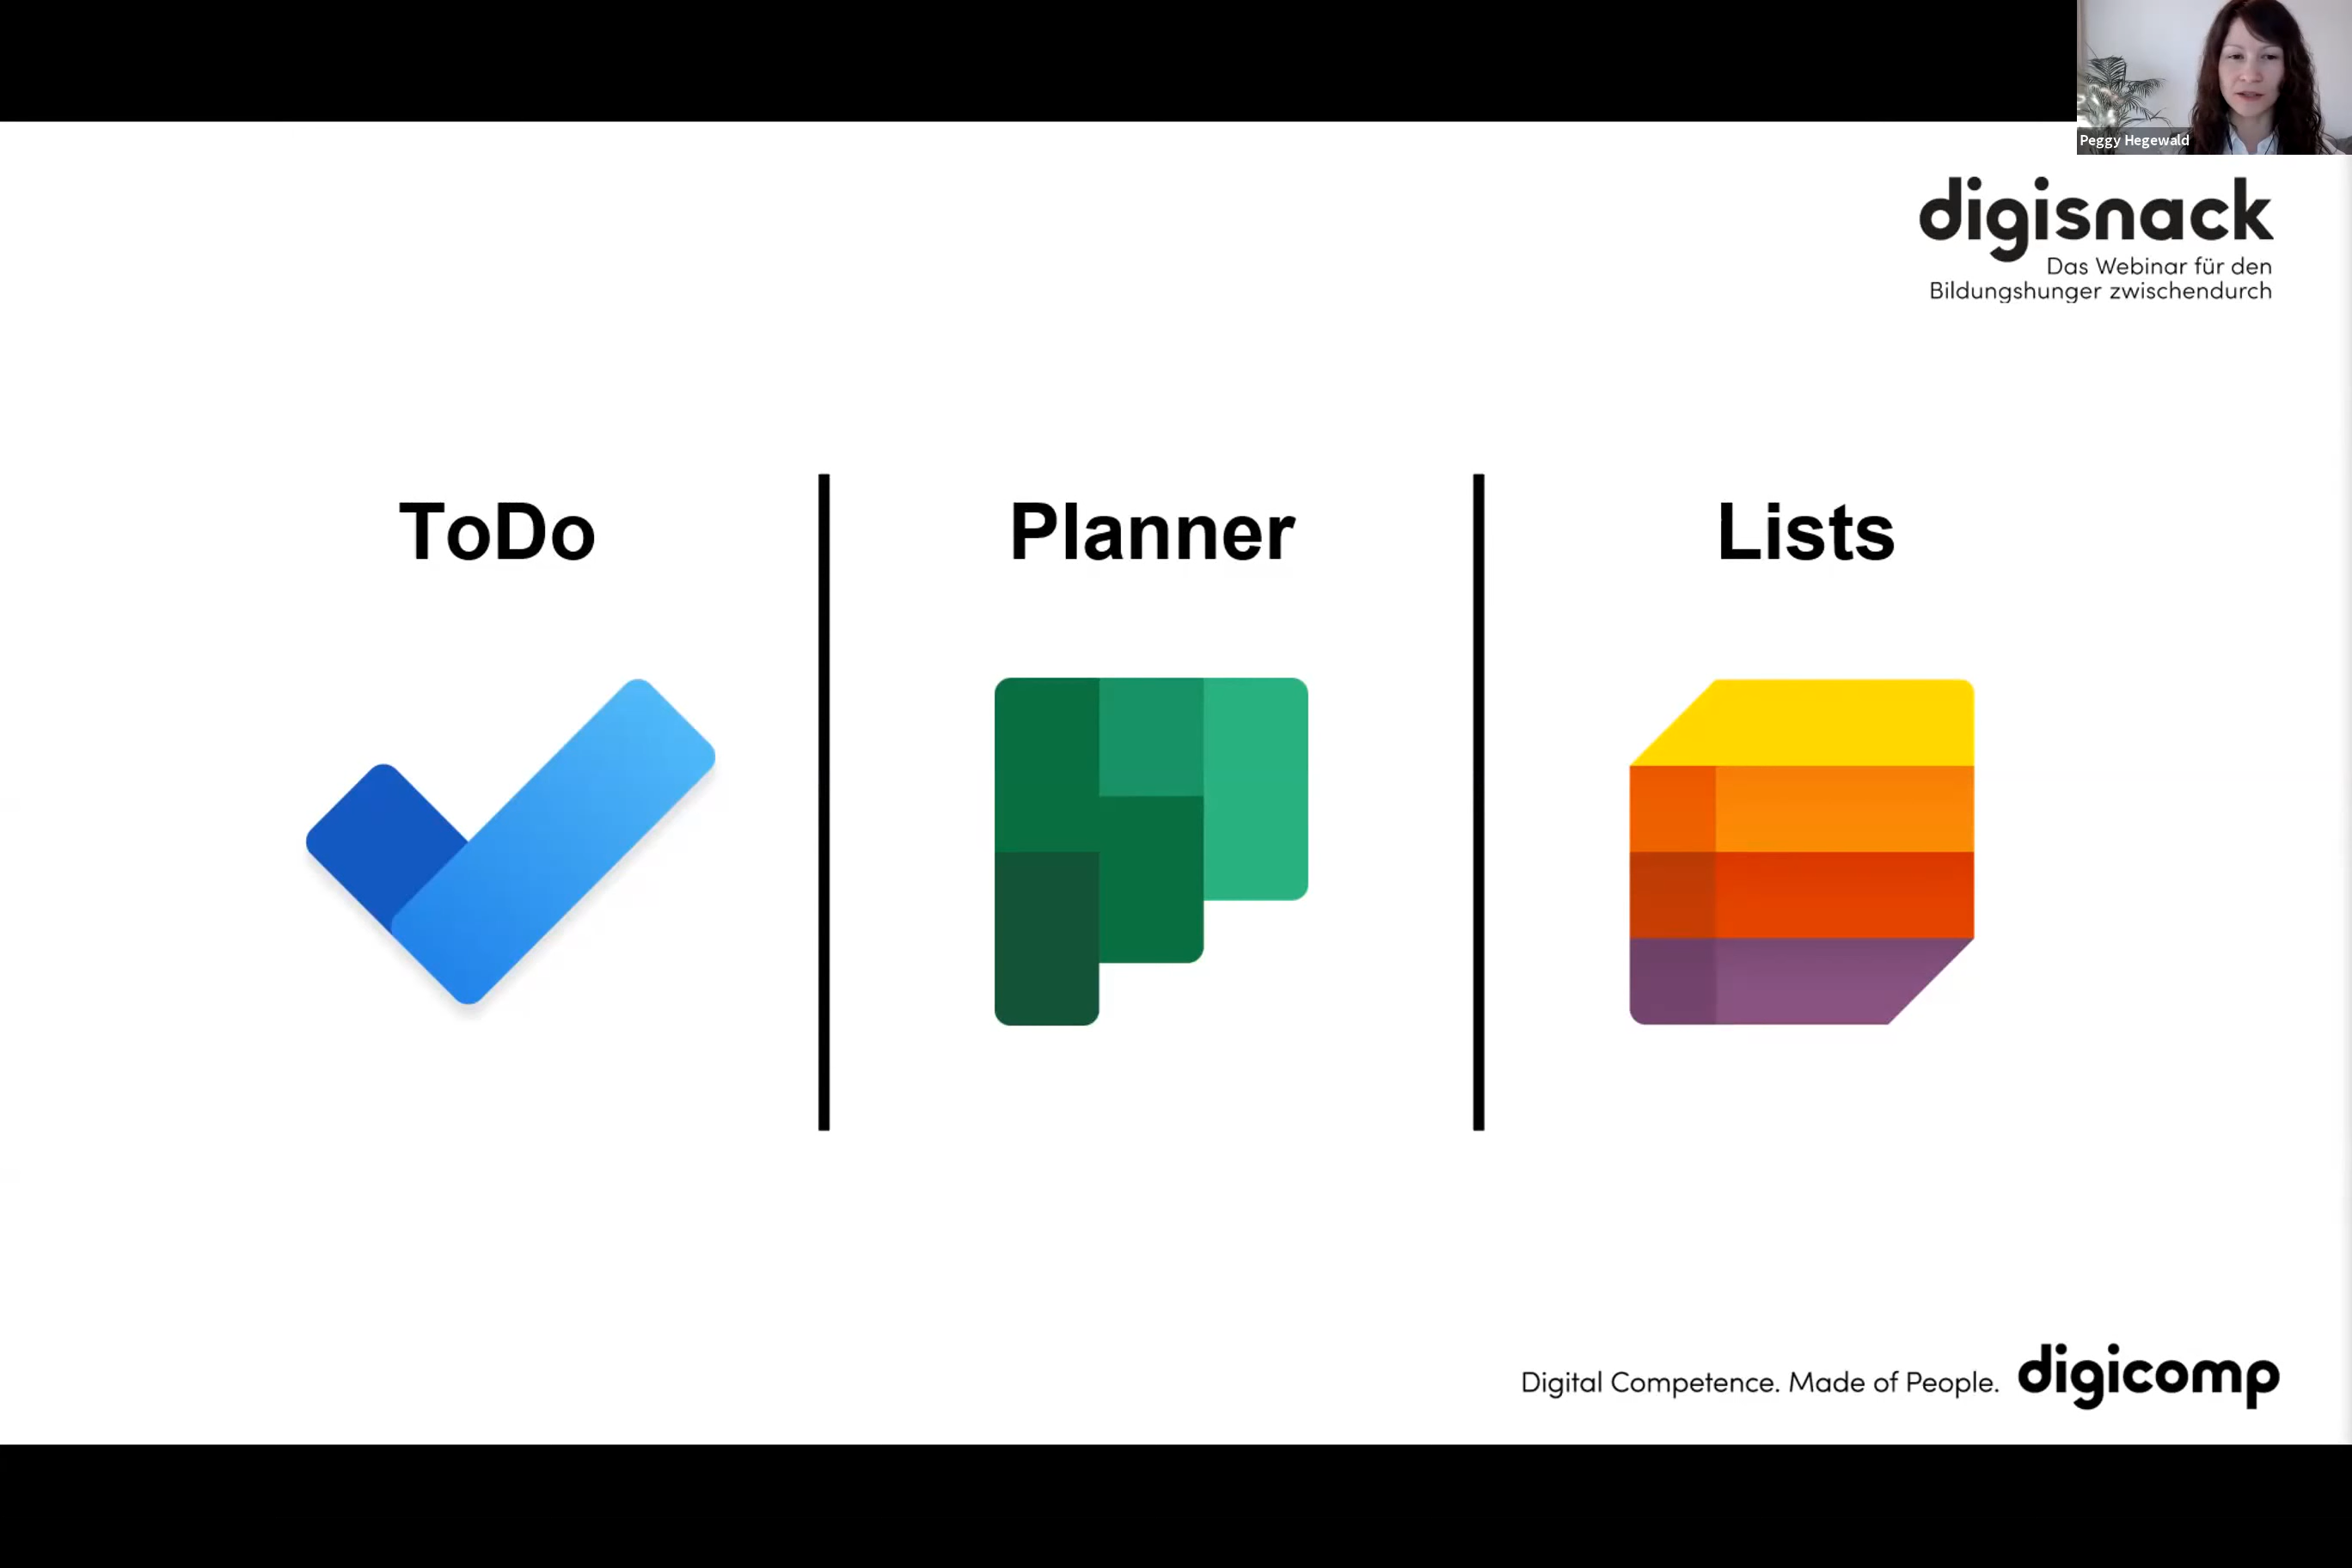 Peggy Hegewald
digisnack
Das Webinar für den
Bildungshunger zwischendurch
ToDo
Planner
Lists
Digital Competence. Made of People.
digicomp